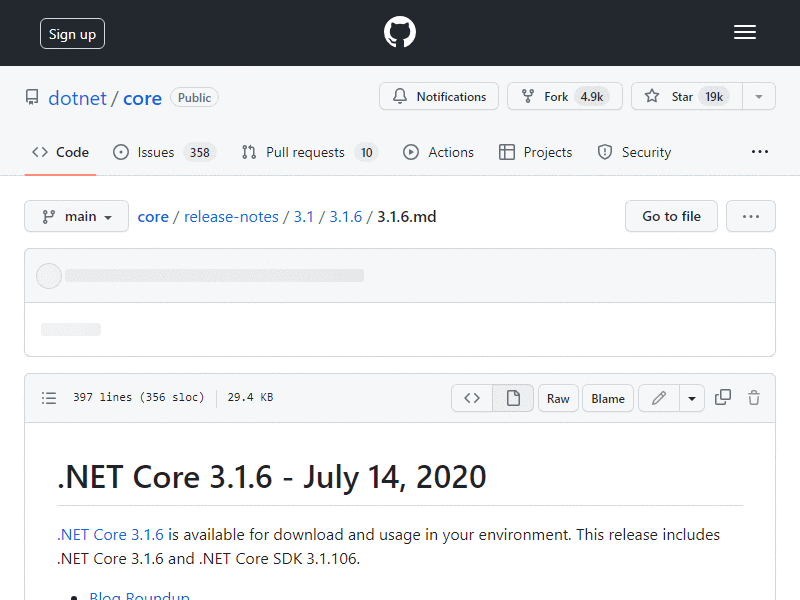 Sign up
dotnet / core Public
Notifications
Fork 4.9k
Star 19k
Code
Issues 358
Pull requests 10
Actions
Projects
Security
main
core / release-notes / 3.1 / 3.1.6 / 3.1.6.md
Go to file
397 lines (356 sloc) 29.4 KB
Raw
Blame
.NET Core 3.1.6 - July 14, 2020
.NET Core 3.1.6 is available for download and usage in your environment. This release includes
.NET Core 3.1.6 and .NET Core SDK 3.1.106.
Blog Roundup